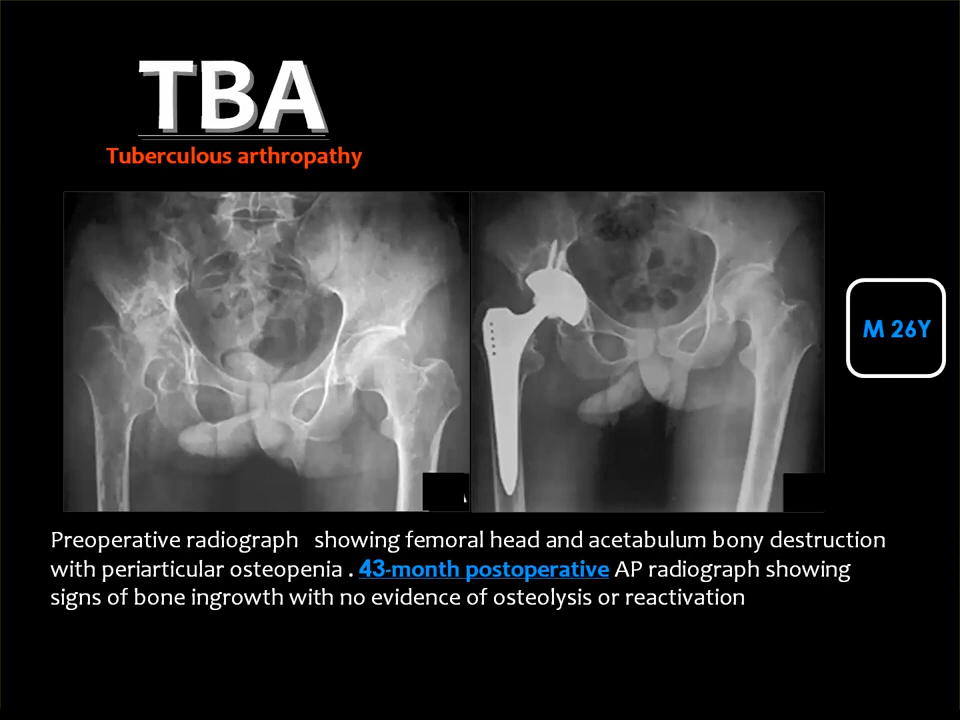 TBA
Tuberculous arthropathy
M 26Y
Preoperative radiograph   showing femoral head and acetabulum bony destruction
with periarticular osteopenia . 43-month postoperative AP radiograph showing
signs of bone ingrowth with no evidence of osteolysis or reactivation